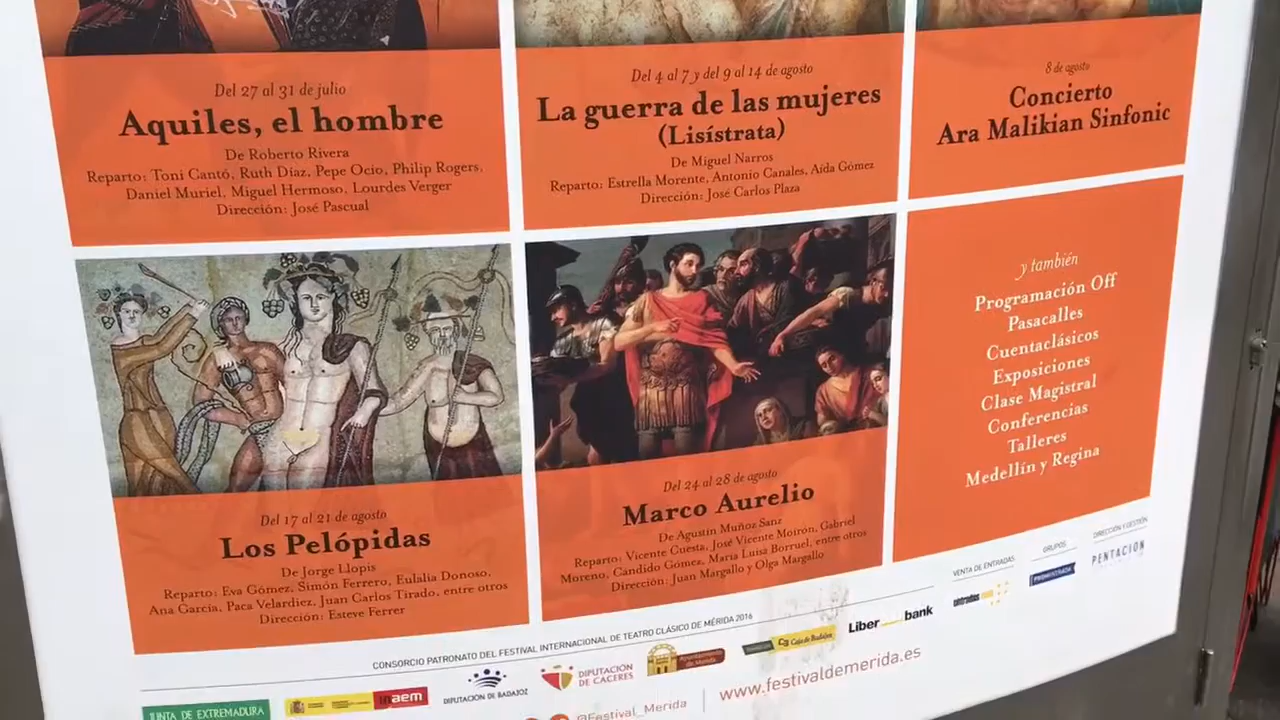 Del 27 al 31 de julio
Aquiles, el hombre
De Roberto Rivera
Reparto: Toni Cantó, Ruth Díaz, Pepe Ocio, Philip Rogers,
Daniel Muriel, Miguel Hermoso, Lourdes Verger
Dirección: José Pascual
Del 4 al 7 y del 9 al 14 de agosto
La guerra de las mujeres
(Lisístrata)
De Miguel Narros
Reparto: Estrella Morente, Antonio Canales, Aída Gómez
Dirección: José Carlos Plaza
8 de agosto
Concierto
Ara Malikian Sinfonic
Del 17 al 21 de agosto
Los Pelópidas
De Jorge Llopis
Reparto: Eva Gómez, Simón Ferrero, Eulalia Donoso,
Ana García, Paca Velardiez, Juan Carlos Tirado, entre otros
Dirección: Esteve Ferrer
Del 24 al 28 de agosto
Marco Aurelio
De Agustín Muñoz Sanz
Reparto: Vicente Cuesta, José Vicente Moirón, Gabriel
Moreno, Cándido Gómez, María Luisa Borruel, entre otros
Dirección: Juan Margallo y Olga Margallo
y también
Programación Off
Pasacalles
Cuentaclásicos
Exposiciones
Clase Magistral
Conferencias
Talleres
Medellín y Regina
CONSORCIO PATRONATO DEL FESTIVAL INTERNACIONAL DE TEATRO CLÁSICO DE MÉRIDA 2016
VENTA DE ENTRADAS
GRUPOS
DIRECCIÓN Y GESTIÓN
PROMENTRADA
PENTACIÓN
JUNTA DE EXTREMADURA
inaem
DIPUTACIÓN DE BADAJOZ
DIPUTACIÓN
DE CÁCERES
Ayuntamiento
de Mérida
Caja de Badajoz
Liberbank
@Festival_Merida
www.festivaldemerida.es